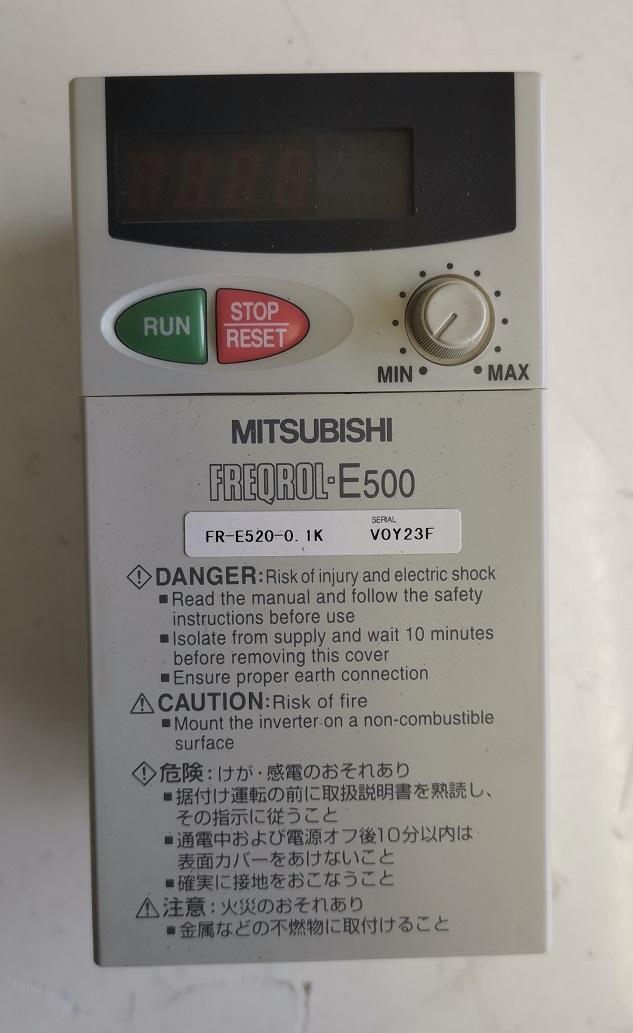 RUN
STOP
RESET
MIN MAX
MITSUBISHI
FREQROL-E500
SERIAL
FR-E520-0.1K VOY23F
DANGER:Risk of injury and electric shock
■Read the manual and follow the safety
instructions before use
■Isolate from supply and wait 10 minutes
before removing this cover
■Ensure proper earth connection
CAUTION:Risk of fire
■Mount the inverter on a non-combustible
surface
危険:けが・感電のおそれあり
■据付け運転の前に取扱説明書を熟読し、
その指示に従うこと
■通電中および電源オフ後10分以内は
表面カバーをあけないこと
■確実に接地をおこなうこと
注意:火災のおそれあり
■金属などの不燃物に取付けること